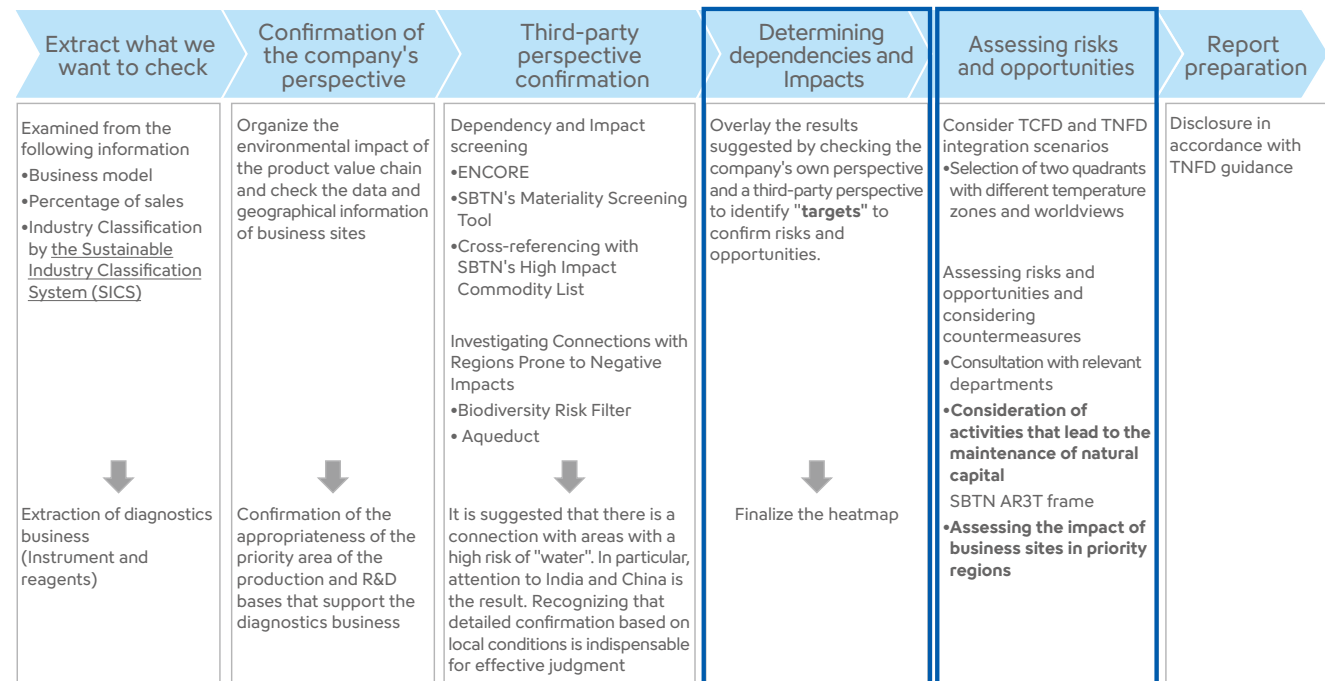 Extract what we
want to check
Confirmation of
the company's
perspective
Third-party
perspective
confirmation
Determining
dependencies and
Impacts
Assessing risks
and opportunities
Report
preparation
Examined from the
following information
•Business model
•Percentage of sales
•Industry Classification
by the Sustainable
Industry Classification
System (SICS)
Extraction of diagnostics
business
(Instrument and
reagents)
Organize the
environmental impact of
the product value chain
and check the data and
geographical information
of business sites
Confirmation of the
appropriateness of the
priority area of the
production and R&D
bases that support the
diagnostics business
Dependency and Impact
screening
•ENCORE
•SBTN's Materiality Screening
Tool
•Cross-referencing with
SBTN's High Impact
Commodity List
Investigating Connections with
Regions Prone to Negative
Impacts
•Biodiversity Risk Filter
• Aqueduct
It is suggested that there is a
connection with areas with a
high risk of "water". In particular,
attention to India and China is
the result. Recognizing that
detailed confirmation based on
local conditions is indispensable
for effective judgment
Overlay the results
suggested by checking the
company's own perspective
and a third-party perspective
to identify "targets" to
confirm risks and
opportunities.
Finalize the heatmap
Consider TCFD and TNFD
integration scenarios
•Selection of two quadrants
with different temperature
zones and worldviews
Assessing risks and
opportunities and
considering
countermeasures
•Consultation with relevant
departments
•Consideration of
activities that lead to the
maintenance of natural
capital
SBTN AR3T frame
•Assessing the impact of
business sites in priority
regions
Disclosure in
accordance with
TNFD guidance